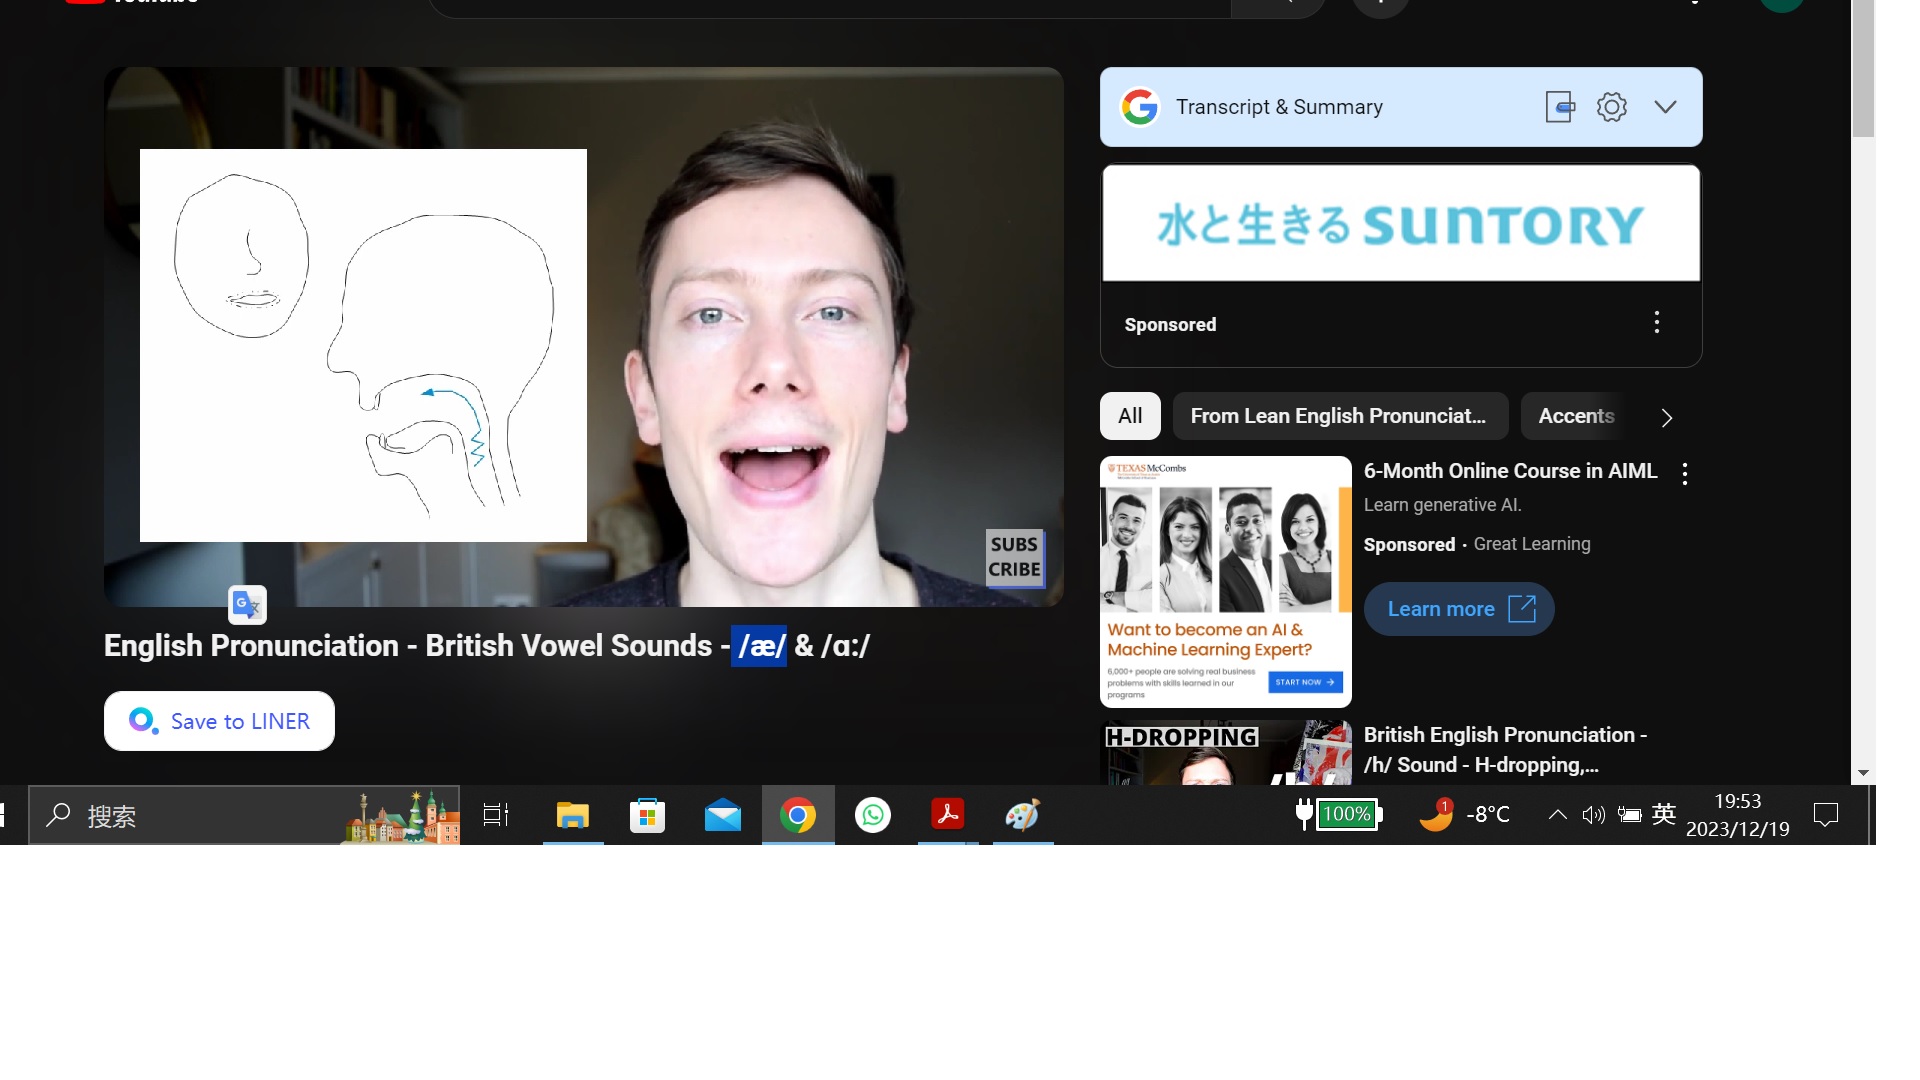 SUBS
CRIBE
English Pronunciation - British Vowel Sounds - /æ/ & /ɑ:/
Save to LINER
Transcript & Summary
水と生きる SUNTORY
Sponsored
All
From Lean English Pronunciat...
Accents
TEXAS McCombs
Want to become an AI &
Machine Learning Expert?
6,000+ people are solving real business
problems with skills learned in our
programs
START NOW →
6-Month Online Course in AIML
Learn generative AI.
Sponsored · Great Learning
Learn more
H-DROPPING
British English Pronunciation -
/h/ Sound - H-dropping,...
搜索
100%
1
-8°C
英
19:53
2023/12/19